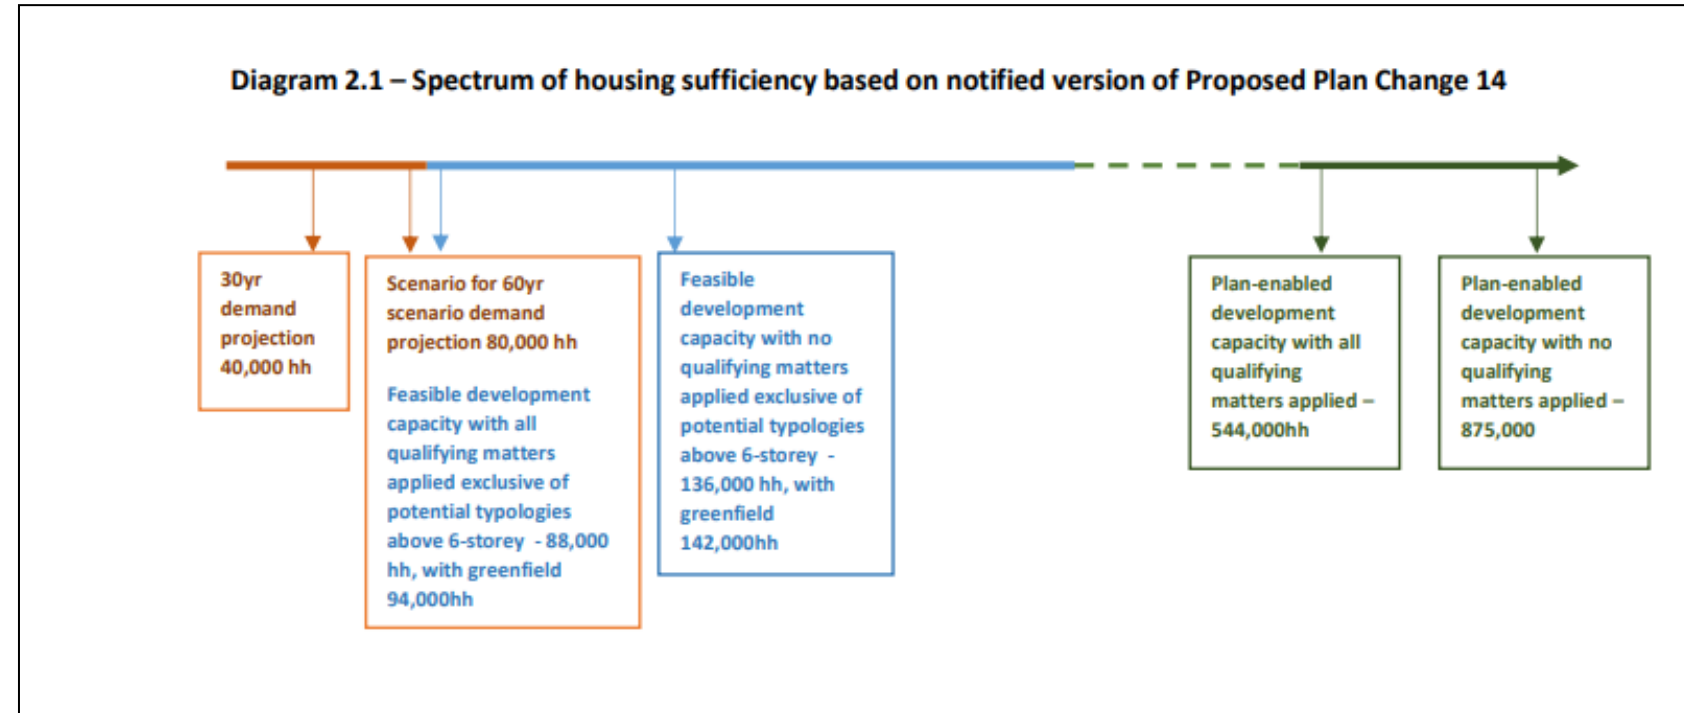 Diagram 2.1 – Spectrum of housing sufficiency based on notified version of Proposed Plan Change 14
30yr
demand
projection
40,000 hh
Scenario for 60yr
scenario demand
projection 80,000 hh
Feasible development
capacity with all
qualifying matters
applied exclusive of
potential typologies
above 6-storey  - 88,000
hh, with greenfield
94,000hh
Feasible
development
capacity with no
qualifying matters
applied exclusive of
potential typologies
above 6-storey  -
136,000 hh, with
greenfield
142,000hh
Plan-enabled
development
capacity with all
qualifying
matters applied –
544,000hh
Plan-enabled
development
capacity with no
qualifying
matters applied –
875,000